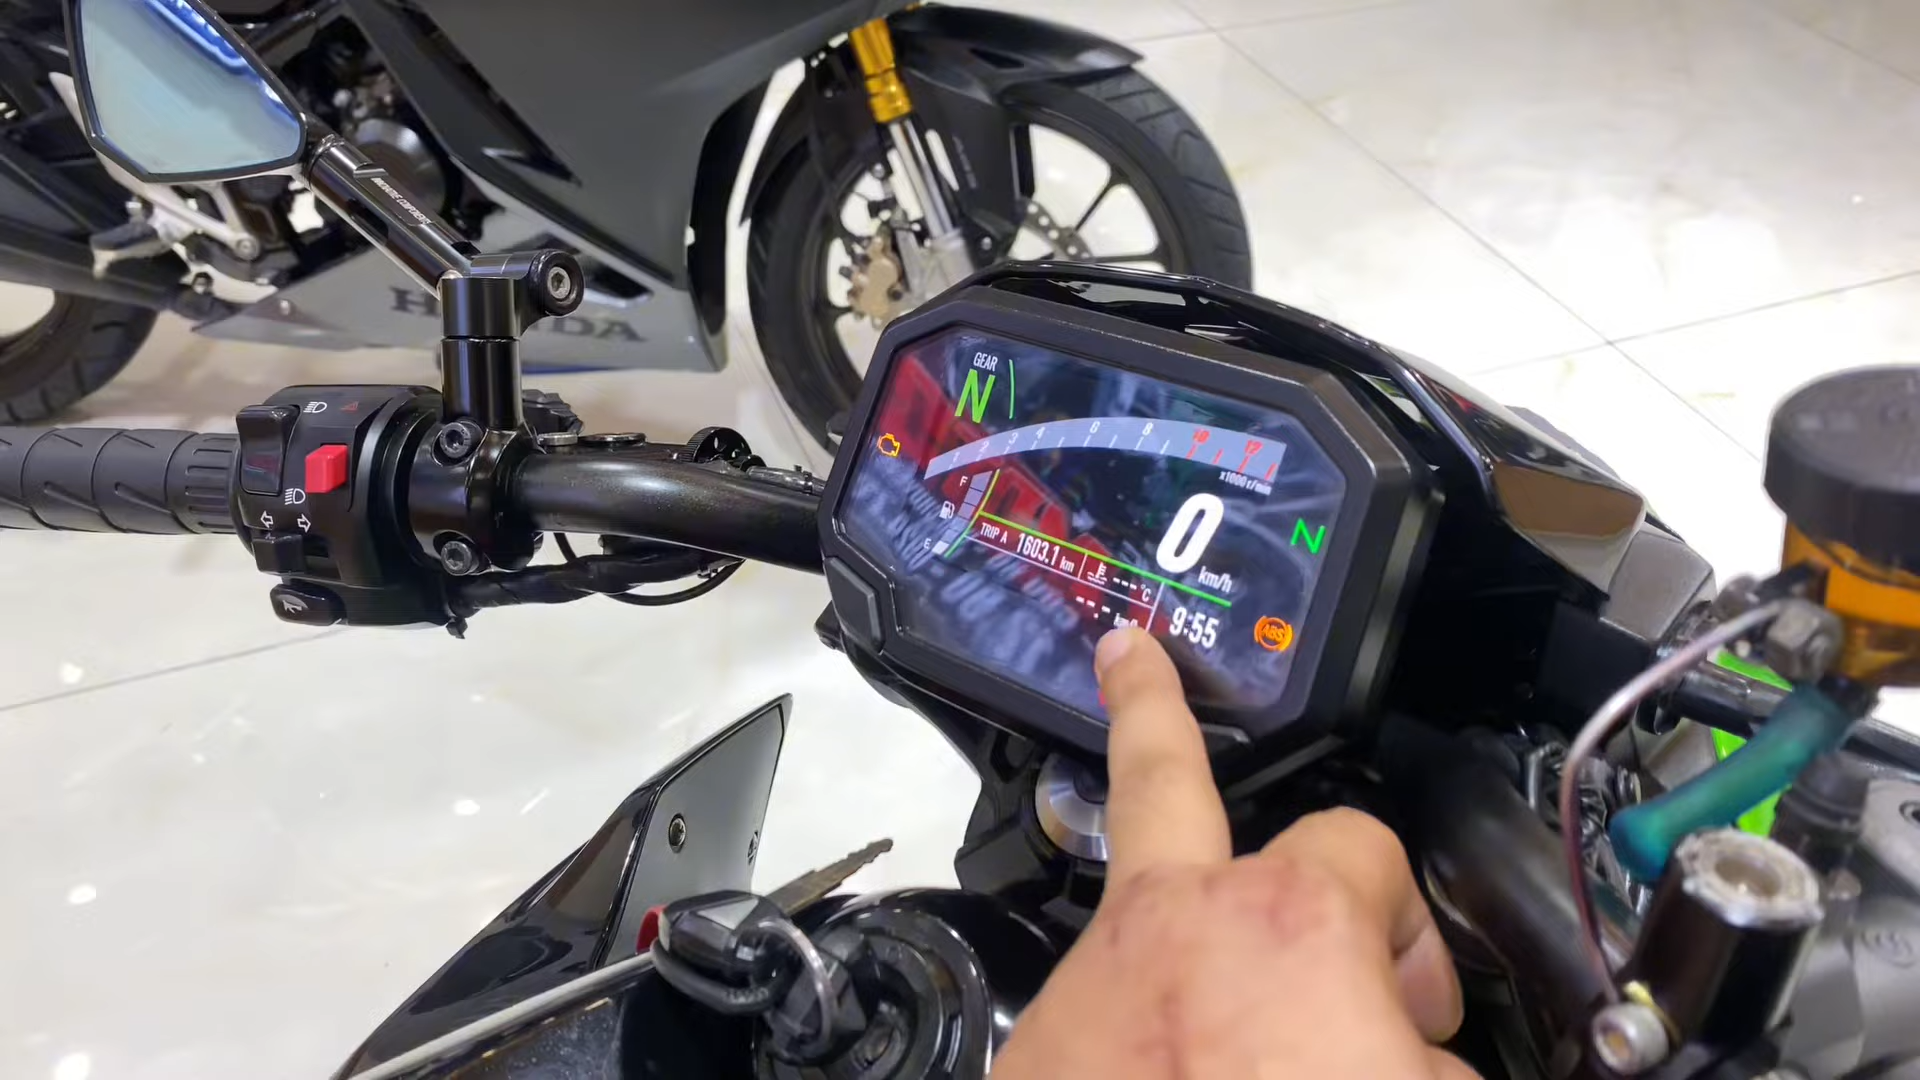 HONDA
GEAR
N
1 2 3 4 6 8 10 12
x1000 r/min
F
E
0
km/h
N
TRIP A 1603.1 km
--- °C
--.-
9:55
ABS